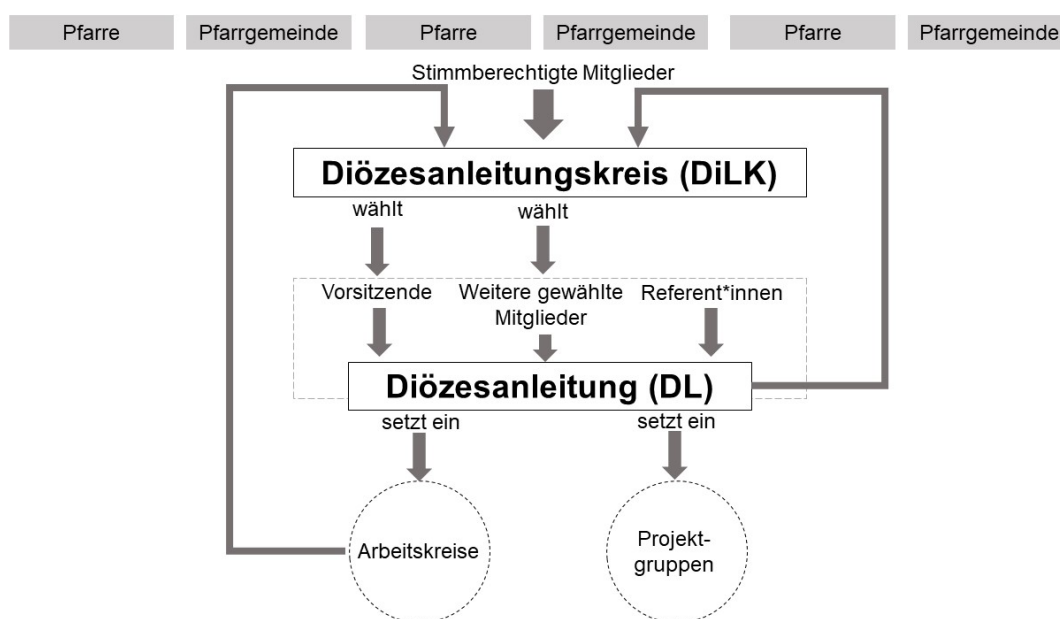 Pfarre Pfarrgemeinde Pfarre Pfarrgemeinde Pfarre Pfarrgemeinde
Stimmberechtigte Mitglieder
Diözesanleitungskreis (DiLK)
wählt wählt
Vorsitzende Weitere gewählte Referent*innen
Mitglieder
Diözesanleitung (DL)
setzt ein setzt ein
Arbeitskreise
Projekt-
gruppen